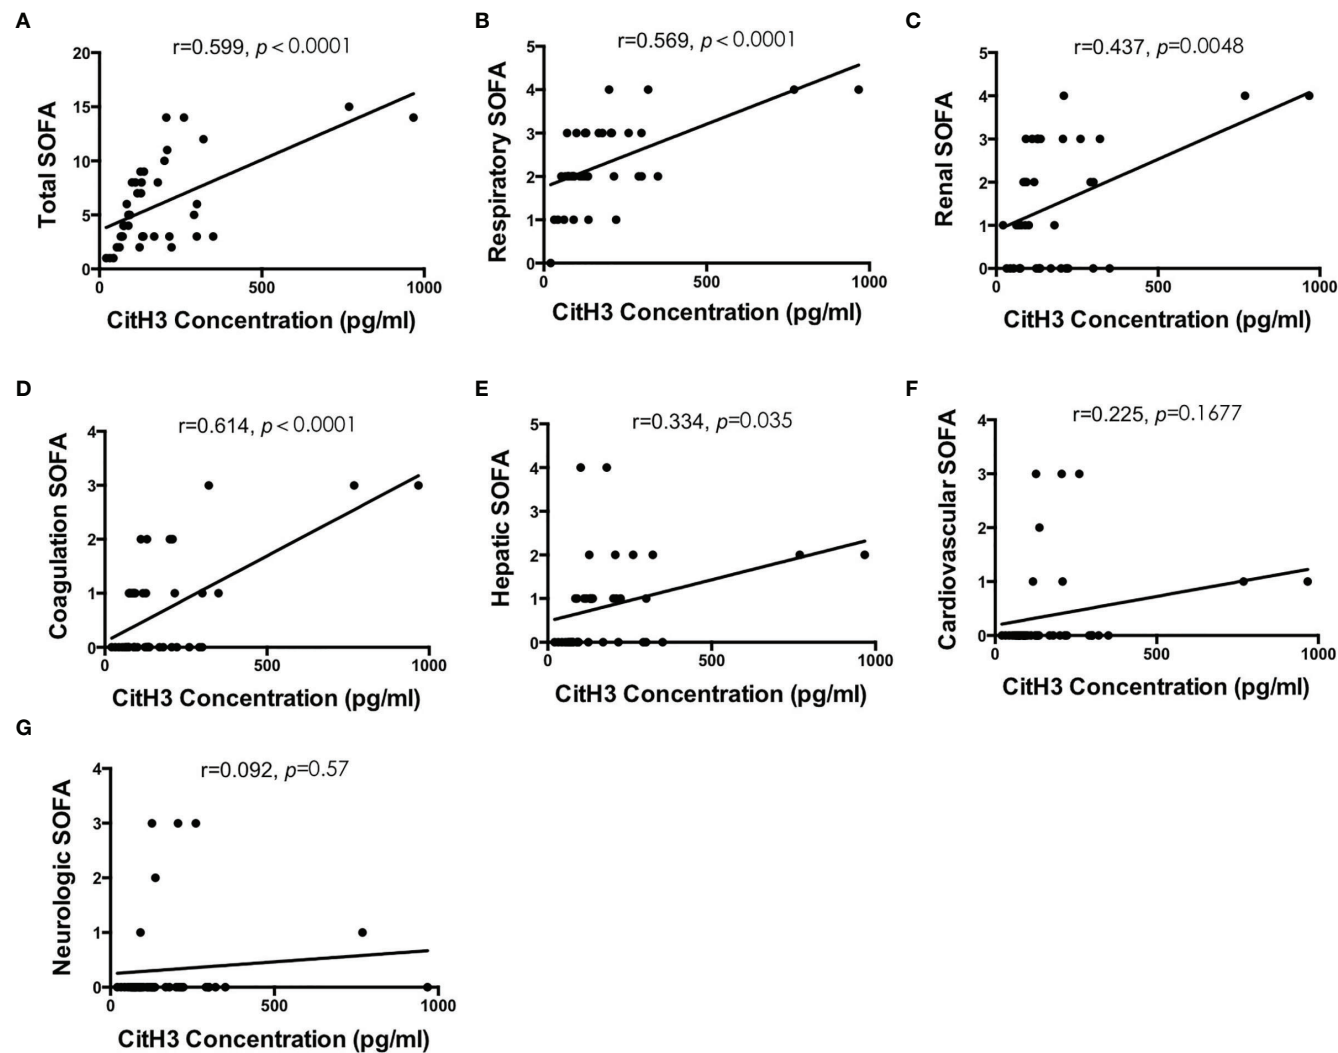 A
r=0.599, p<0.0001
Total SOFA
20
15
10
5
0
0 500 1000
CitH3 Concentration (pg/ml)
B
r=0.569, p<0.0001
Respiratory SOFA
5
4
3
2
1
0
0 500 1000
CitH3 Concentration (pg/ml)
C
r=0.437, p=0.0048
Renal SOFA
5
4
3
2
1
0
0 500 1000
CitH3 Concentration (pg/ml)
D
r=0.614, p<0.0001
Coagulation SOFA
4
3
2
1
0
0 500 1000
CitH3 Concentration (pg/ml)
E
r=0.334, p=0.035
Hepatic SOFA
5
4
3
2
1
0
0 500 1000
CitH3 Concentration (pg/ml)
F
r=0.225, p=0.1677
Cardiovascular SOFA
4
3
2
1
0
0 500 1000
CitH3 Concentration (pg/ml)
G
r=0.092, p=0.57
Neurologic SOFA
4
3
2
1
0
0 500 1000
CitH3 Concentration (pg/ml)